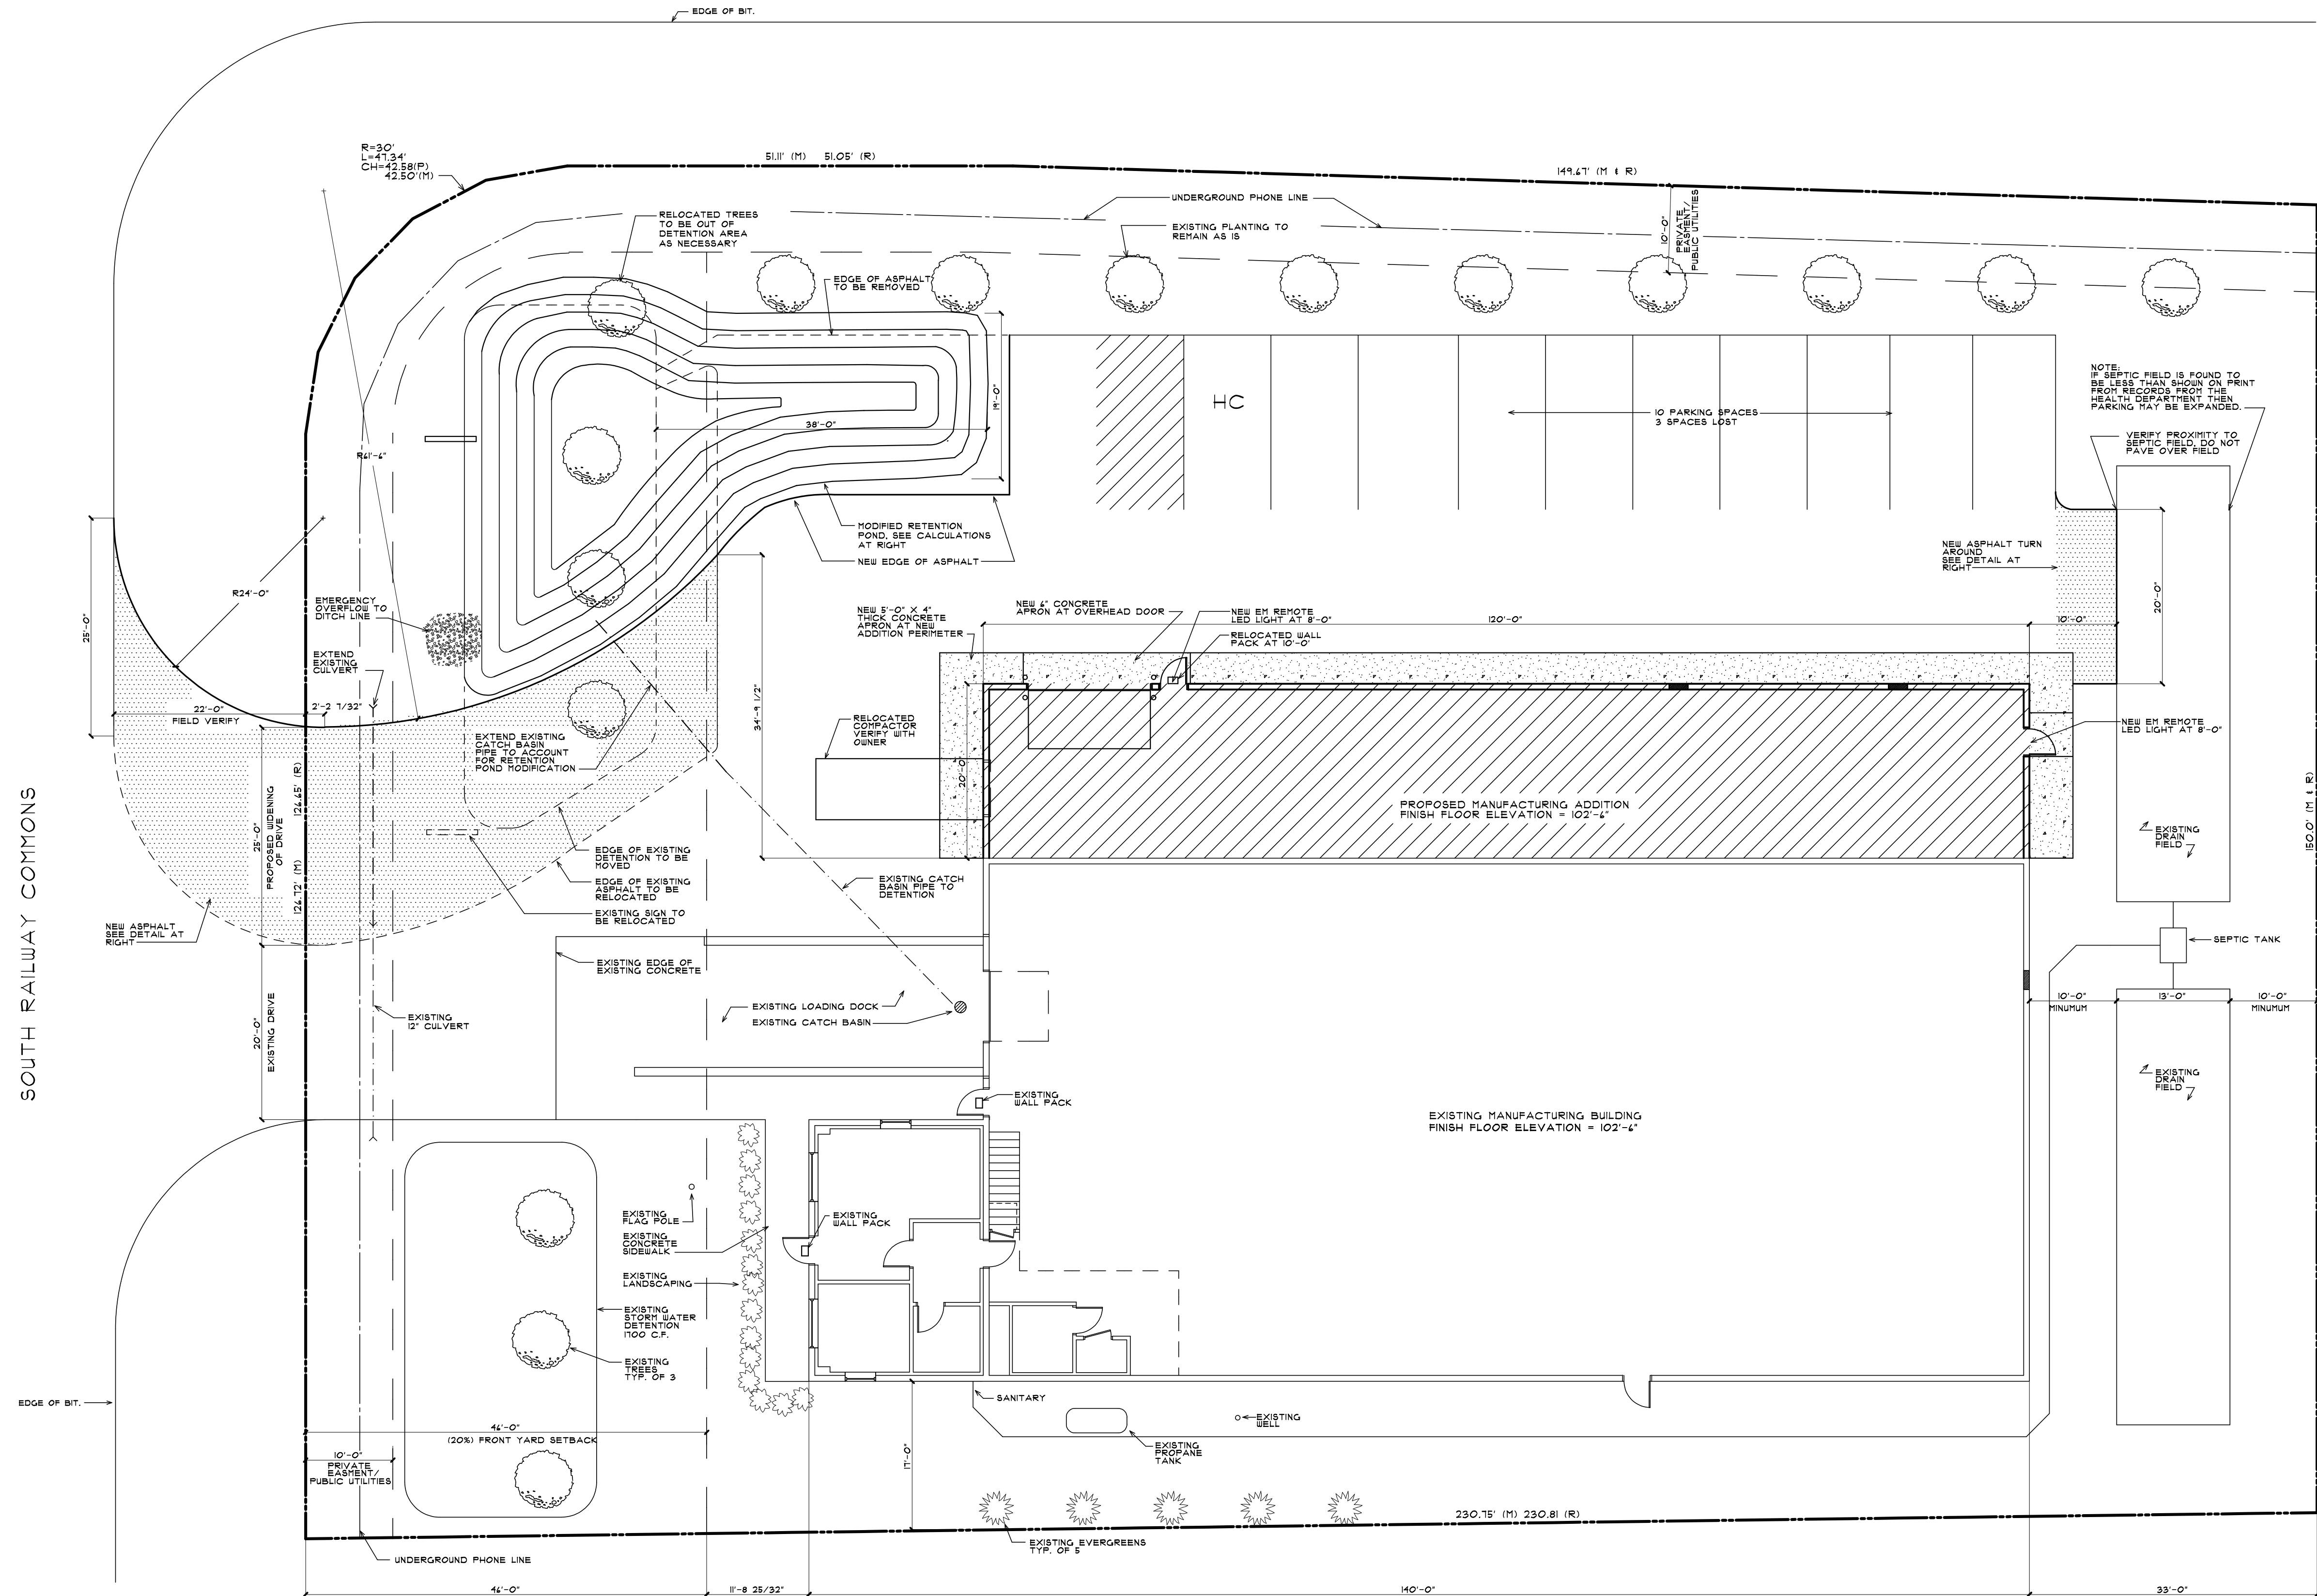 EDGE OF BIT.
R=30'
L=47.34'
CH=42.58(P)
42.50'(M)
51.11' (M) 51.05' (R)
149.67' (M & R)
UNDERGROUND PHONE LINE
RELOCATED TREES
TO BE OUT OF
DETENTION AREA
AS NECESSARY
EXISTING PLANTING TO
REMAIN AS IS
10'-0"
PRIVATE
EASMENT/
PUBLIC UTILITIES
EDGE OF ASPHALT
TO BE REMOVED
NOTE:
IF SEPTIC FIELD IS FOUND TO
BE LESS THAN SHOWN ON PRINT
FROM RECORDS FROM THE
HEALTH DEPARTMENT THEN
PARKING MAY BE EXPANDED.
HC
19'-0"
10 PARKING SPACES
3 SPACES LOST
38'-0"
VERIFY PROXIMITY TO
SEPTIC FIELD, DO NOT
PAVE OVER FIELD
R61'-6"
MODIFIED RETENTION
POND, SEE CALCULATIONS
AT RIGHT
NEW EDGE OF ASPHALT
NEW ASPHALT TURN
AROUND
SEE DETAIL AT
RIGHT
20'-0"
R24'-0"
25'-0"
EMERGENCY
OVERFLOW TO
DITCH LINE
NEW 5'-0" X 4"
THICK CONCRETE
APRON AT NEW
ADDITION PERIMETER
NEW 6" CONCRETE
APRON AT OVERHEAD DOOR
NEW EM REMOTE
LED LIGHT AT 8'-0"
120'-0"
10'-0"
RELOCATED WALL
PACK AT 10'-0'
EXTEND
EXISTING
CULVERT
22'-0"
FIELD VERIFY
2'-2 7/32"
34'-9 1/2"
RELOCATED
COMPACTOR
VERIFY WITH
OWNER
NEW EM REMOTE
LED LIGHT AT 8'-0"
EXTEND EXISTING
CATCH BASIN
PIPE TO ACCOUNT
FOR RETENTION
POND MODIFICATION
20'-0"
PROPOSED MANUFACTURING ADDITION
FINISH FLOOR ELEVATION = 102'-6"
150.0' (M & R)
SOUTH RAILWAY COMMONS
25'-0"
PROPOSED WIDENING
OF DRIVE
126.72' (M) 126.65' (R)
EXISTING
DRAIN
FIELD
EDGE OF EXISTING
DETENTION TO BE
MOVED
EDGE OF EXISTING
ASPHALT TO BE
RELOCATED
EXISTING SIGN TO
BE RELOCATED
EXISTING CATCH
BASIN PIPE TO
DETENTION
NEW ASPHALT
SEE DETAIL AT
RIGHT
SEPTIC TANK
EXISTING EDGE OF
EXISTING CONCRETE
20'-0"
EXISTING DRIVE
EXISTING
12" CULVERT
EXISTING LOADING DOCK
EXISTING CATCH BASIN
10'-0"
MINUMUM
13'-0"
10'-0"
MINUMUM
EXISTING
DRAIN
FIELD
EXISTING
WALL PACK
EXISTING MANUFACTURING BUILDING
FINISH FLOOR ELEVATION = 102'-6"
EXISTING
FLAG POLE
EXISTING
WALL PACK
EXISTING
CONCRETE
SIDEWALK
EXISTING
LANDSCAPING
EXISTING
STORM WATER
DETENTION
1700 C.F.
EXISTING
TREES
TYP. OF 3
EDGE OF BIT.
SANITARY
EXISTING
WELL
46'-0"
(20%) FRONT YARD SETBACK
10'-0"
PRIVATE
EASMENT/
PUBLIC UTILITIES
17'-0"
EXISTING
PROPANE
TANK
230.75' (M) 230.81 (R)
EXISTING EVERGREENS
TYP. OF 5
UNDERGROUND PHONE LINE
46'-0"
11'-8 25/32"
140'-0"
33'-0"